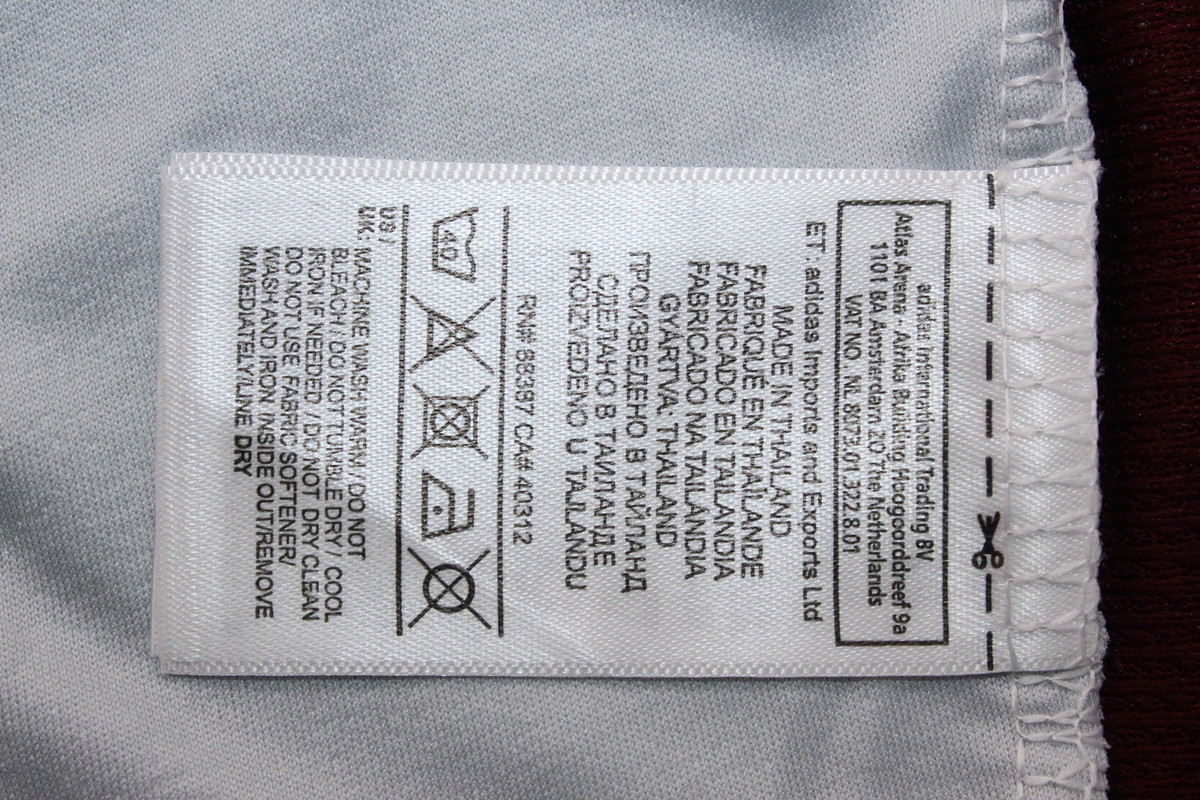 adidas International Trading BV
Atlas Arena - Afrika Building Hoogoorddreef 9a
1101 BA Amsterdam ZO The Netherlands
VAT NO. NL 8073.01.322.8.01
ET: adidas Imports and Exports Ltd
MADE IN THAILAND
FABRIQUÉ EN THAÏLANDE
FABRICADO EN TAILANDIA
FABRICADO NA TAILÂNDIA
GYÁRTVA: THAILAND
ПРОИЗВЕДЕНО В ТАЙЛАНД
СДЕЛАНО В ТАИЛАНДЕ
PROIZVEDENO U TAJLANDU
RN# 88387 CA# 40312
40
US /
UK: MACHINE WASH WARM / DO NOT
BLEACH / DO NOT TUMBLE DRY / COOL
IRON IF NEEDED / DO NOT DRY CLEAN
DO NOT USE FABRIC SOFTENER/
WASH AND IRON INSIDE OUT/REMOVE
IMMEDIATELY/LINE DRY